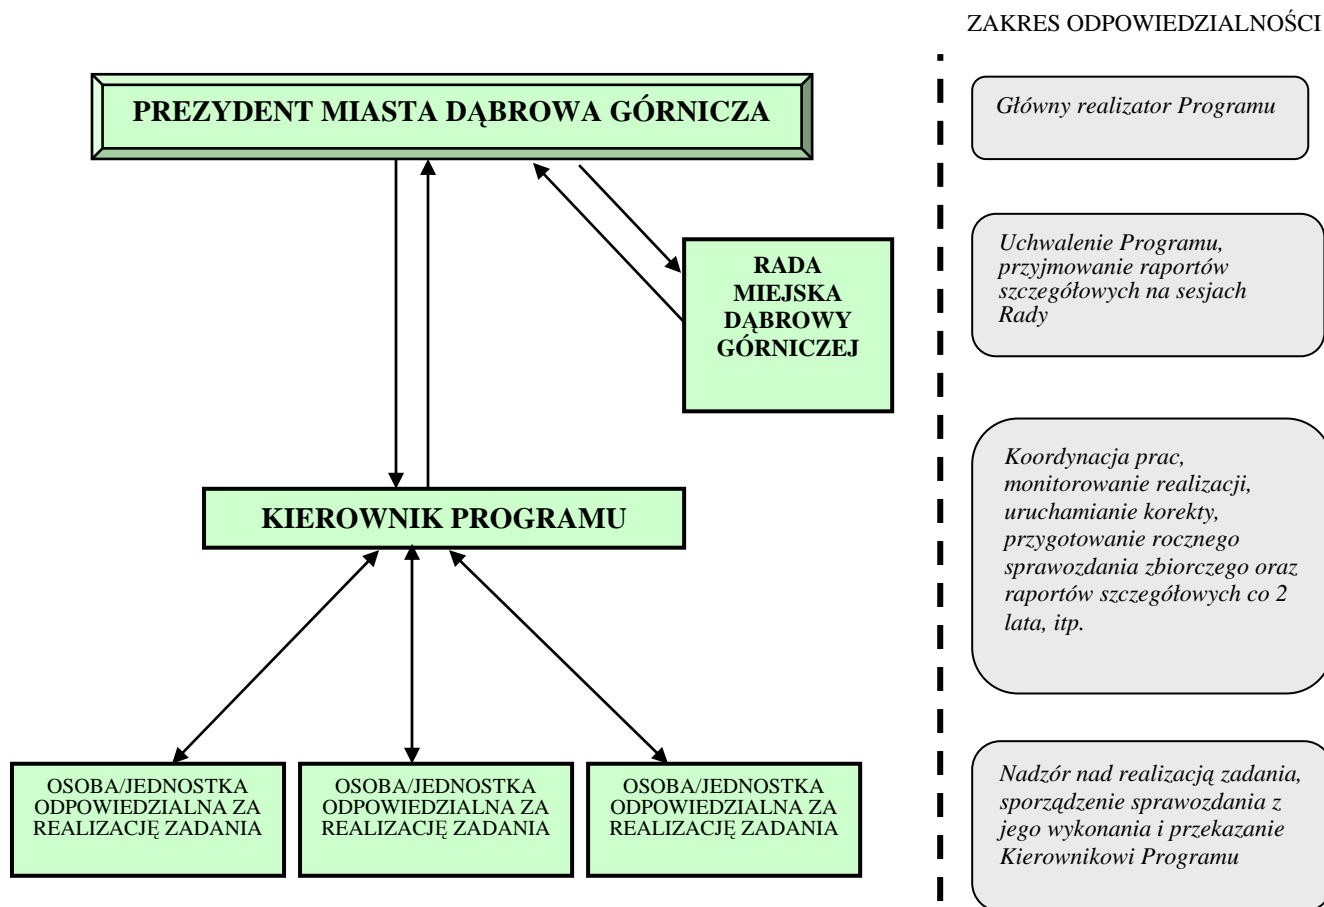 ZAKRES ODPOWIEDZIALNOŚCI
PREZYDENT MIASTA DĄBROWA GÓRNICZA
Główny realizator Programu
RADA
MIEJSKA
DĄBROWY
GÓRNICZEJ
Uchwalenie Programu,
przyjmowanie raportów
szczegółowych na sesjach
Rady
KIEROWNIK PROGRAMU
Koordynacja prac,
monitorowanie realizacji,
uruchamianie korekty,
przygotowanie rocznego
sprawozdania zbiorczego oraz
raportów szczegółowych co 2
lata, itp.
OSOBA/JEDNOSTKA
ODPOWIEDZIALNA ZA
REALIZACJĘ ZADANIA
OSOBA/JEDNOSTKA
ODPOWIEDZIALNA ZA
REALIZACJĘ ZADANIA
OSOBA/JEDNOSTKA
ODPOWIEDZIALNA ZA
REALIZACJĘ ZADANIA
Nadzór nad realizacją zadania,
sporządzenie sprawozdania z
jego wykonania i przekazanie
Kierownikowi Programu